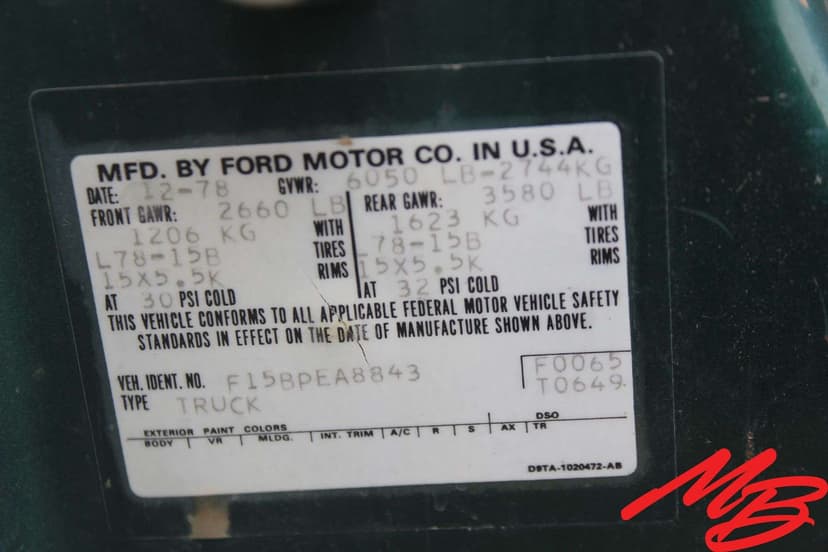 MFD. BY FORD MOTOR CO. IN U.S.A.
DATE: 12-78 GVWR: 6050 LB-2744KG
FRONT GAWR: 2660 LB REAR GAWR: 3580 LB
1206 KG WITH 1623 KG WITH
L78-15B TIRES L78-15B TIRES
15X5.5K RIMS 15X5.5K RIMS
AT 30 PSI COLD AT 32 PSI COLD
THIS VEHICLE CONFORMS TO ALL APPLICABLE FEDERAL MOTOR VEHICLE SAFETY
STANDARDS IN EFFECT ON THE DATE OF MANUFACTURE SHOWN ABOVE.
VEH. IDENT. NO. F15BPEA8843 F0065
TYPE TRUCK T0649
EXTERIOR PAINT COLORS DSO
BODY VR MLDG. INT. TRIM A/C R S AX TR
D9TA-1020472-AB
MB